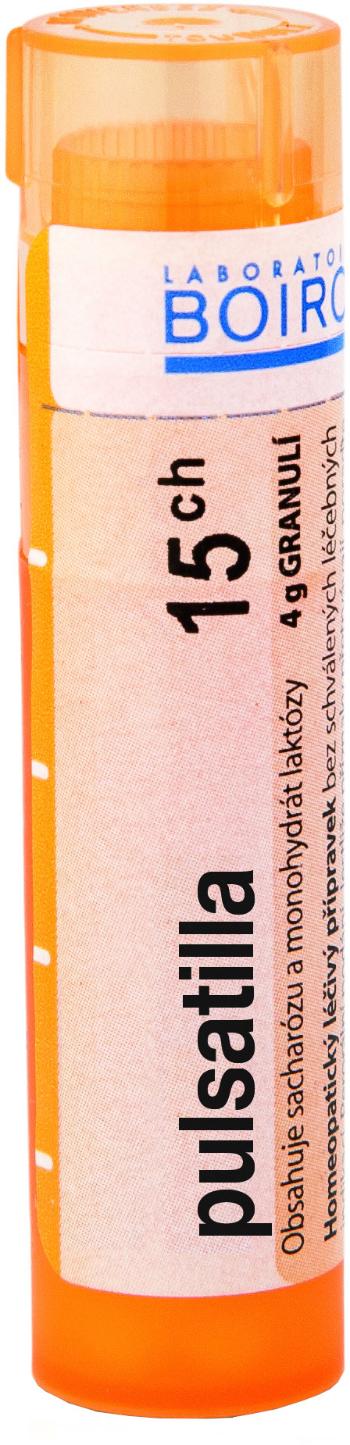 LABORATOI
BOIRO
pulsatilla 15 ch
Obsahuje sacharózu a monohydrát laktózy 4 g GRANULÍ
Homeopatický léčivý přípravek bez schválených léčebných